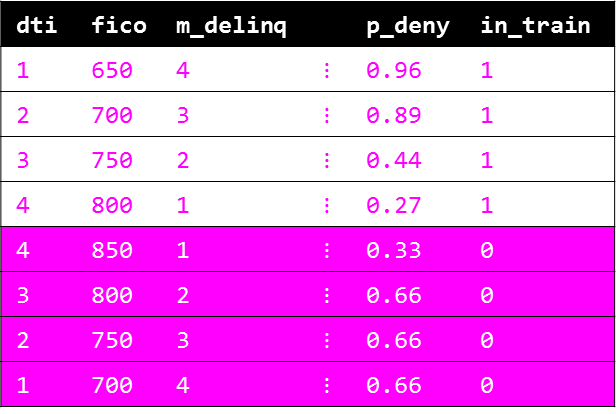 dti fico m_delinq p_deny in_train
1 650 4 ⋮ 0.96 1
2 700 3 ⋮ 0.89 1
3 750 2 ⋮ 0.44 1
4 800 1 ⋮ 0.27 1
4 850 1 ⋮ 0.33 0
3 800 2 ⋮ 0.66 0
2 750 3 ⋮ 0.66 0
1 700 4 ⋮ 0.66 0